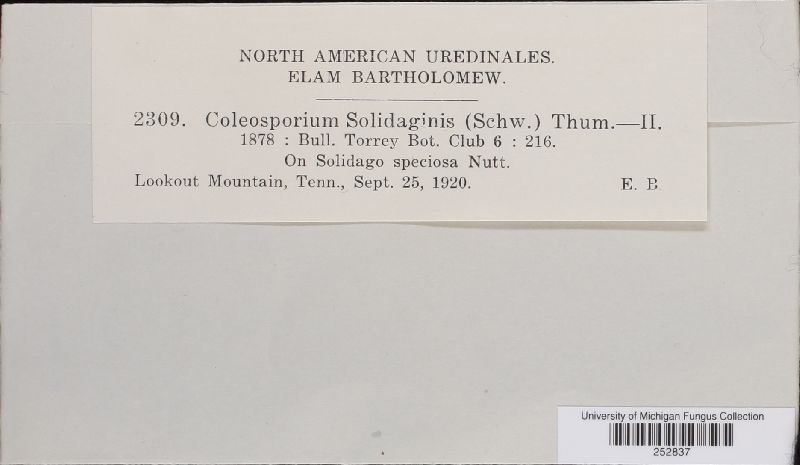 NORTH AMERICAN UREDINALES.
ELAM BARTHOLOMEW.
2309. Coleosporium Solidaginis (Schw.) Thum.—II.
1878 : Bull. Torrey Bot. Club 6 : 216.
On Solidago speciosa Nutt.
Lookout Mountain, Tenn., Sept. 25, 1920. E. B.
University of Michigan Fungus Collection
252837